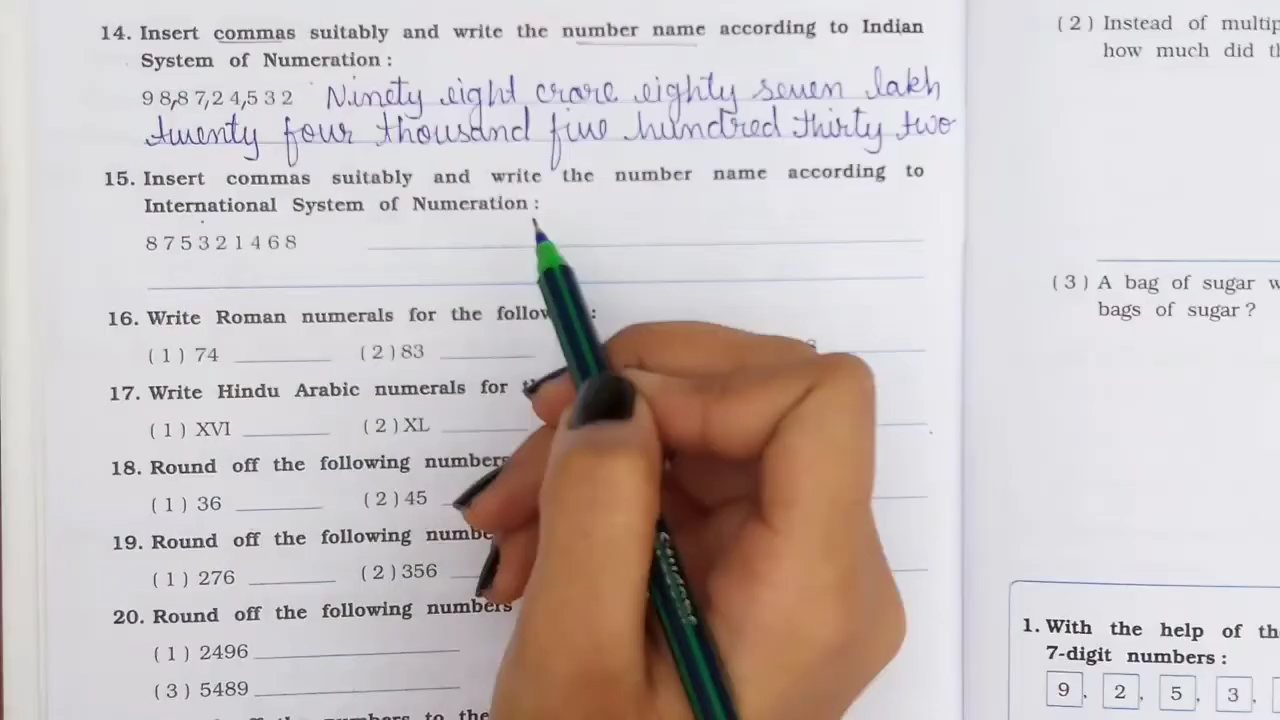 14. Insert commas suitably and write the number name according to Indian
System of Numeration :
98,87,24,532 Ninety eight crore eighty seven lakh
twenty four thousand five hundred thirty two
15. Insert commas suitably and write the number name according to
International System of Numeration :
875321468
16. Write Roman numerals for the
(1) 74 (2) 83
17. Write Hindu Arabic numerals for
(1) XVI (2) XL
18. Round off the following numbers
(1) 36 (2) 45
19. Round off the following
(1) 276 (2) 356
20. Round off the following numbers
(1) 2496
(3) 5489
numbers to the
(2) Instead of
how much did
(3) A bag of sugar
bags of sugar ?
1. With the help of
7-digit numbers :
9, 2, 5, 3,